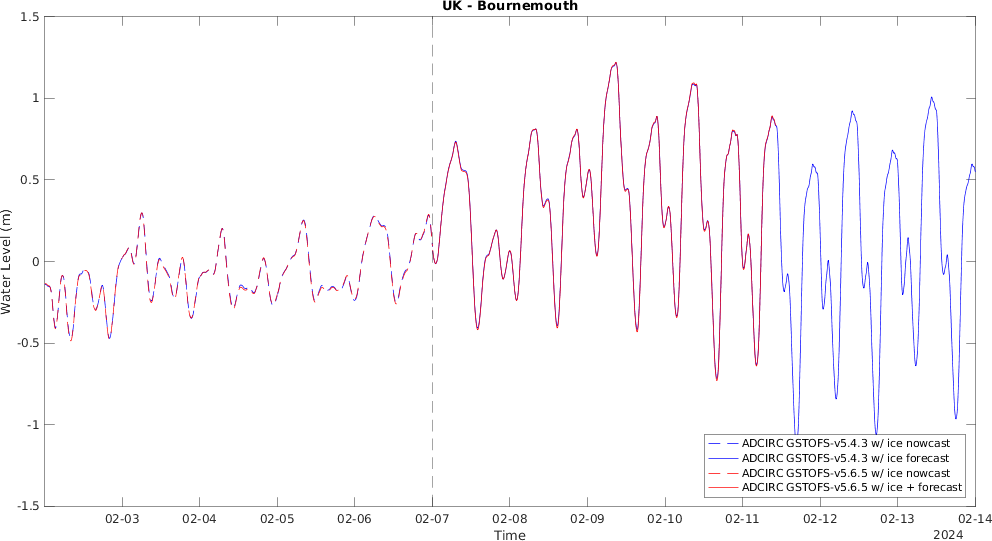 UK - Bournemouth
1.5
1
0.5
0
-0.5
-1
-1.5
Water Level (m)
02-03 02-04 02-05 02-06 02-07 02-08 02-09 02-10 02-11 02-12 02-13 02-14
Time
2024
ADCIRC GSTOFS-v5.4.3 w/ ice nowcast
ADCIRC GSTOFS-v5.4.3 w/ ice forecast
ADCIRC GSTOFS-v5.6.5 w/ ice nowcast
ADCIRC GSTOFS-v5.6.5 w/ ice + forecast